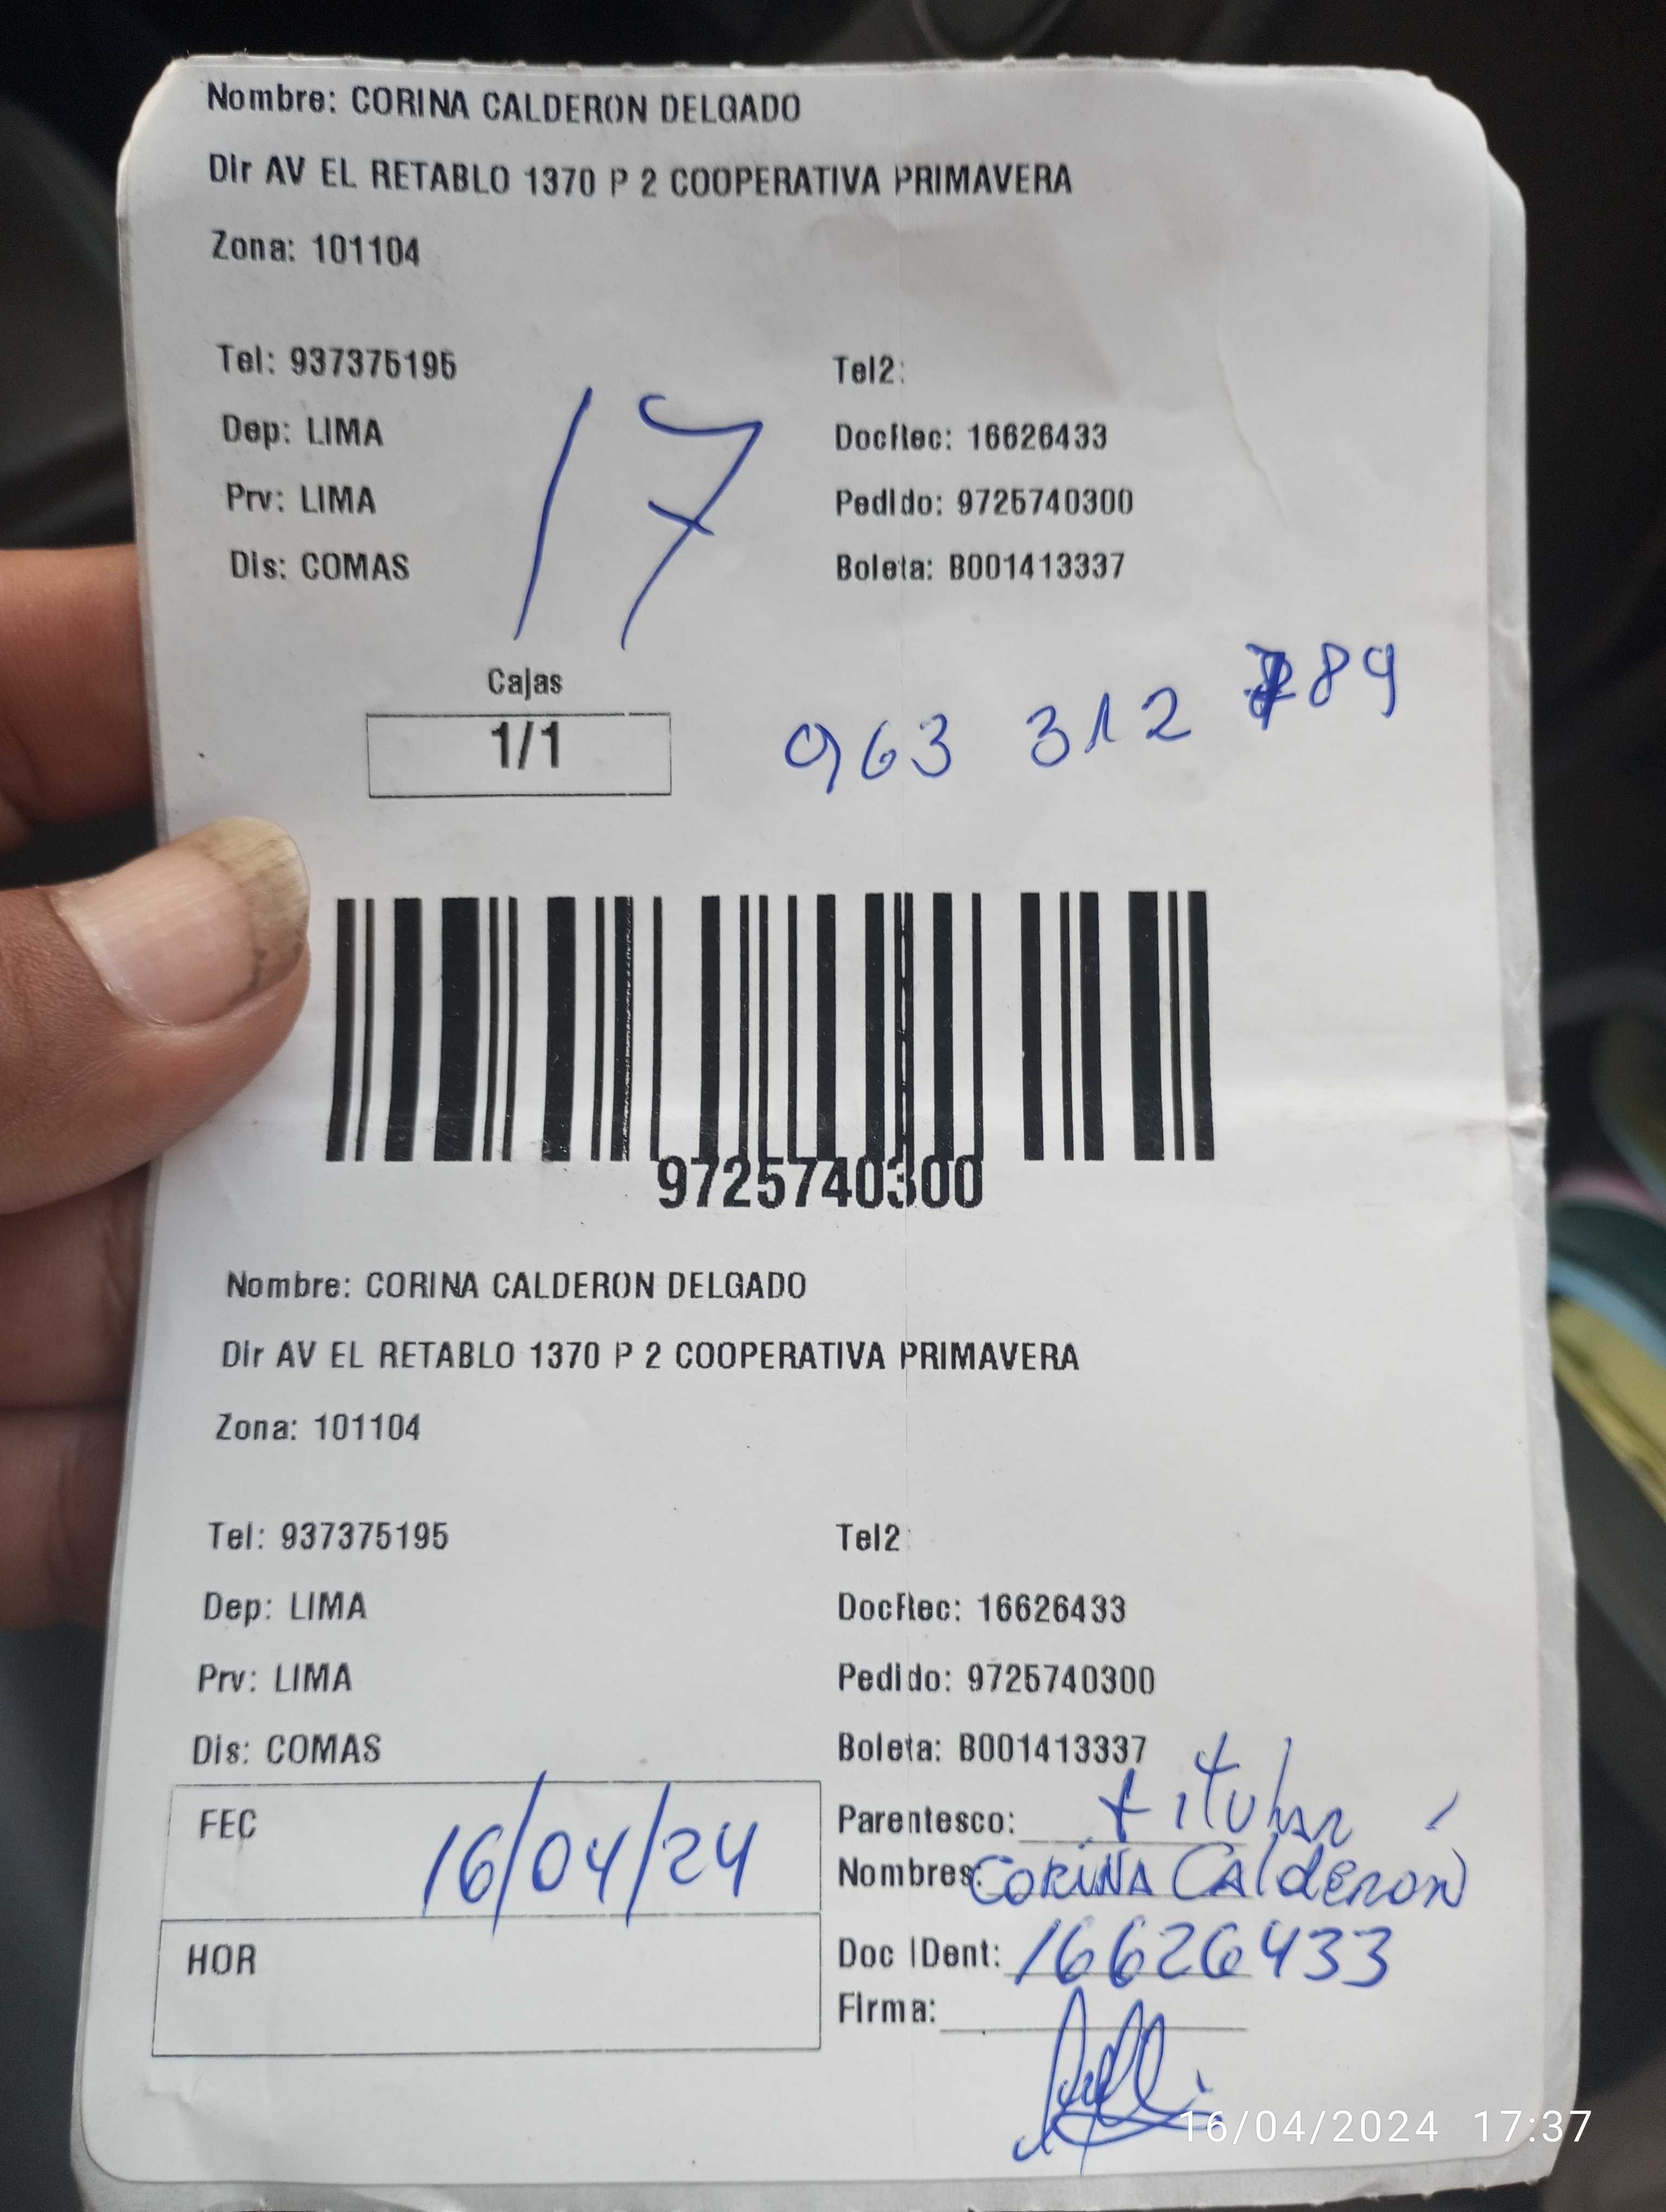 Nombre: CORINA CALDERON DELGADO
Dir AV EL RETABLO 1370 P 2 COOPERATIVA PRIMAVERA
Zona: 101104
Tel: 937375195 Tel2:
Dep: LIMA DocRec: 16626433
Prv: LIMA Pedido: 9725740300
Dis: COMAS Boleta: B001413337
17
Cajas
1/1
963 312 789
9725740300
Nombre: CORINA CALDERON DELGADO
Dir AV EL RETABLO 1370 P 2 COOPERATIVA PRIMAVERA
Zona: 101104
Tel: 937375195 Tel2:
Dep: LIMA DocRec: 16626433
Prv: LIMA Pedido: 9725740300
Dis: COMAS Boleta: B001413337
FEC 16/04/24
HOR
Parentesco: titular
Nombres: CORINA CAlderón
Doc IDent: 16626433
Firma:
16/04/2024 17:37